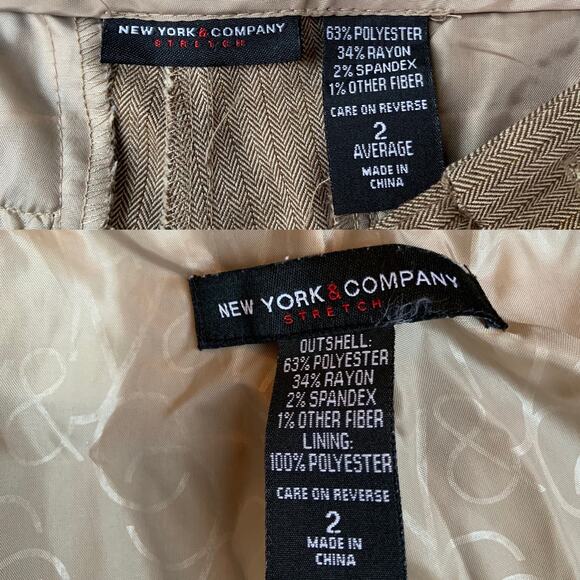 NEW YORK & COMPANY
STRETCH
63% POLYESTER
34% RAYON
2% SPANDEX
1% OTHER FIBER
CARE ON REVERSE
2
AVERAGE
MADE IN
CHINA
NEW YORK & COMPANY
STRETCH
OUTSHELL:
63% POLYESTER
34% RAYON
2% SPANDEX
1% OTHER FIBER
LINING:
100% POLYESTER
CARE ON REVERSE
2
MADE IN
CHINA